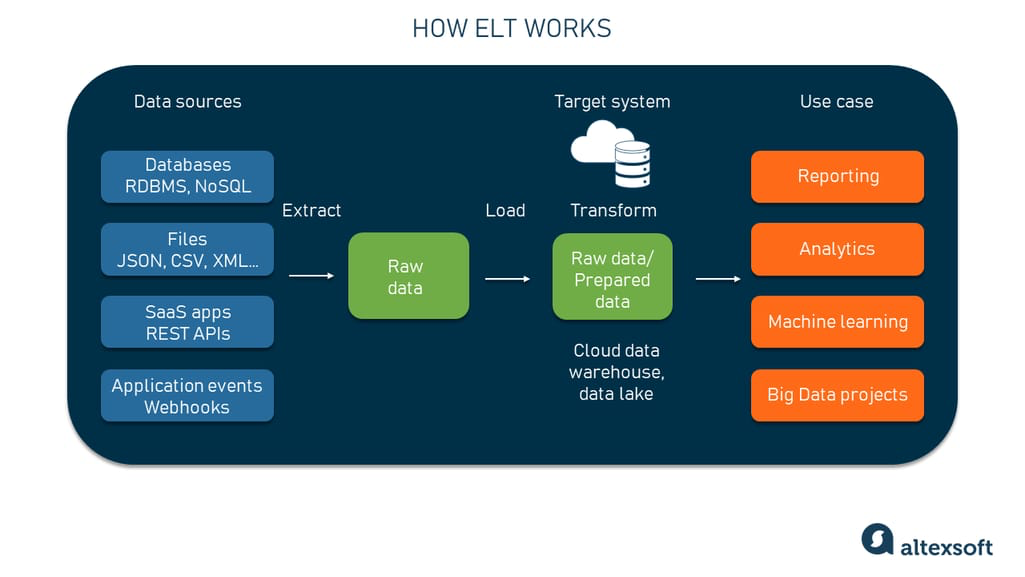 HOW ELT WORKS
Data sources
Target system
Use case
Databases
RDBMS, NoSQL
Files
JSON, CSV, XML...
SaaS apps
REST APIs
Application events
Webhooks
Extract
Raw
data
Load
Transform
Raw data/
Prepared
data
Cloud data
warehouse,
data lake
Reporting
Analytics
Machine learning
Big Data projects
altexsoft